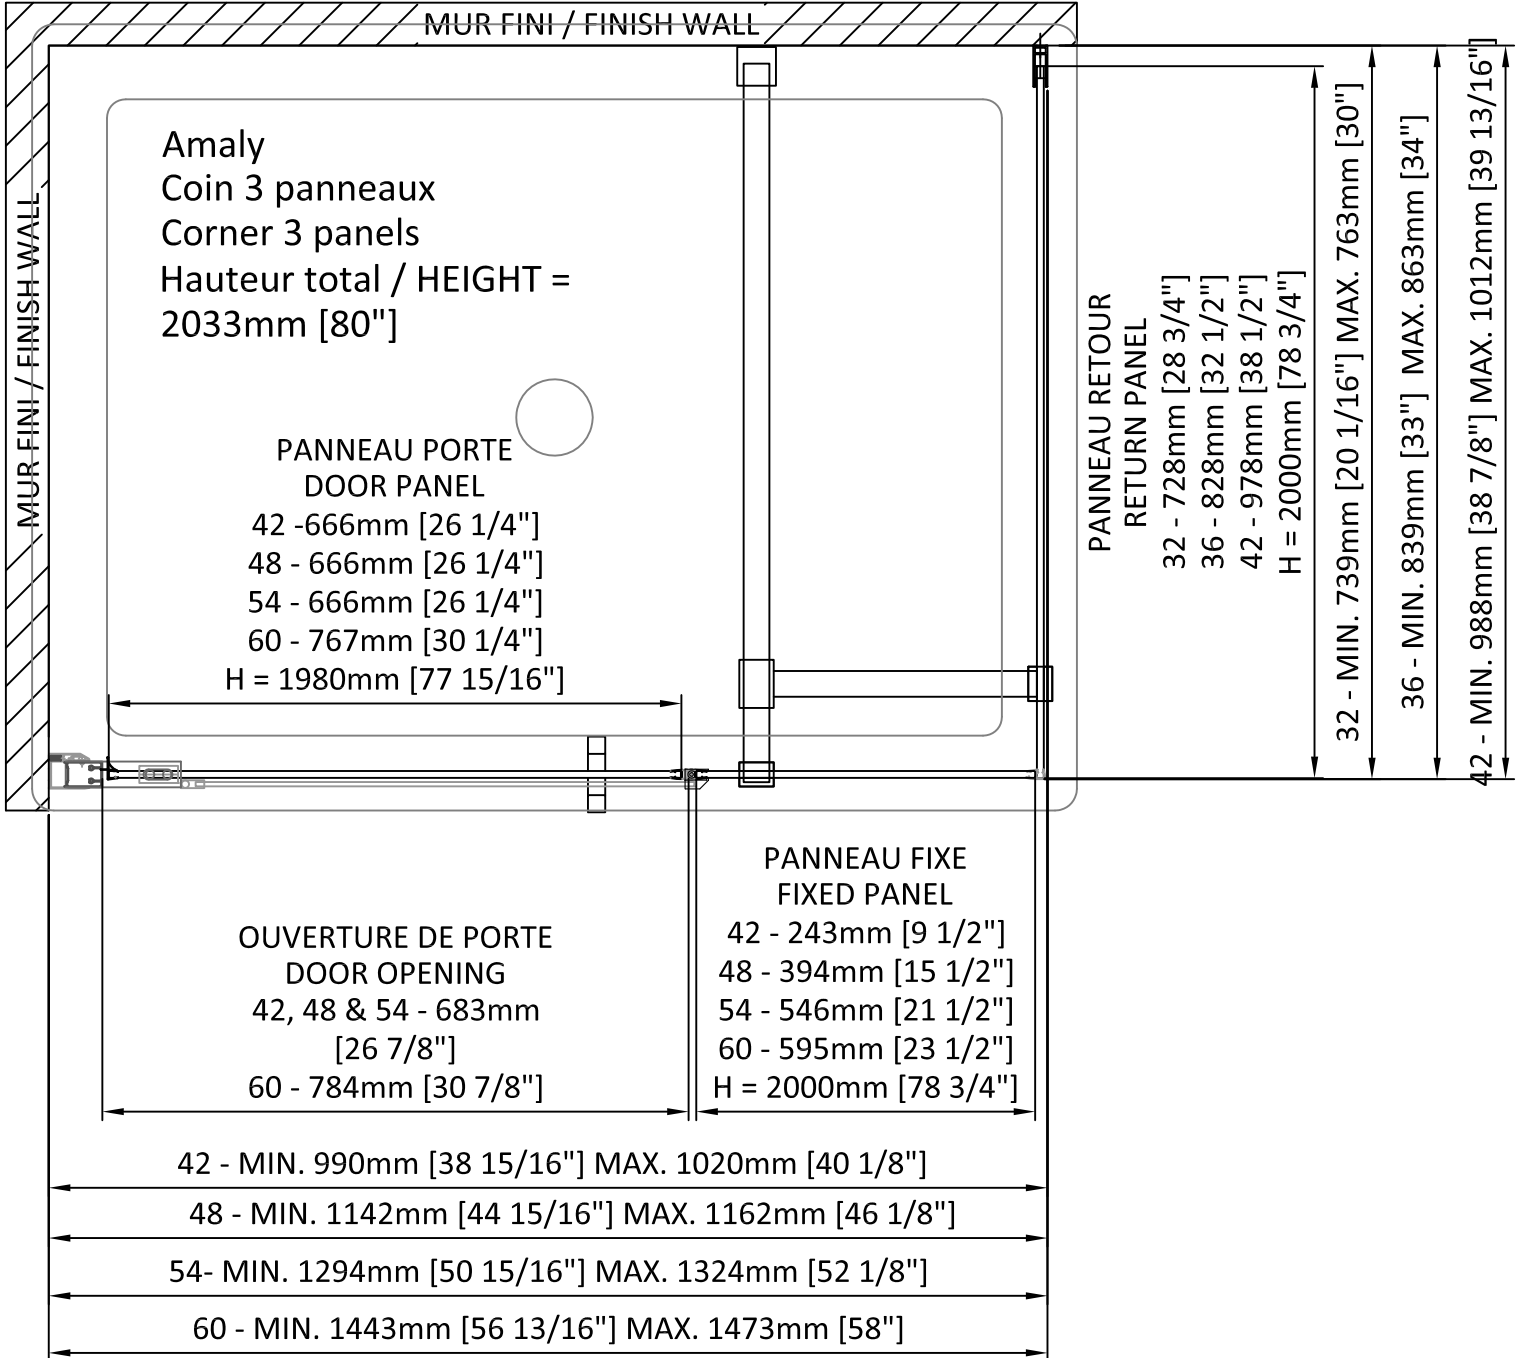 MUR FINI / FINISH WALL
MUR FINI / FINISH WALL
Amaly
Coin 3 panneaux
Corner 3 panels
Hauteur total / HEIGHT =
2033mm [80"]
PANNEAU PORTE
DOOR PANEL
42 -666mm [26 1/4"]
48 - 666mm [26 1/4"]
54 - 666mm [26 1/4"]
60 - 767mm [30 1/4"]
H = 1980mm [77 15/16"]
PANNEAU RETOUR
RETURN PANEL
32 - 728mm [28 3/4"]
36 - 828mm [32 1/2"]
42 - 978mm [38 1/2"]
H = 2000mm [78 3/4"]
32 - MIN. 739mm [20 1/16"] MAX. 763mm [30"]
36 - MIN. 839mm [33"]  MAX. 863mm [34"]
42 - MIN. 988mm [38 7/8"] MAX. 1012mm [39 13/16"]
OUVERTURE DE PORTE
DOOR OPENING
42, 48 & 54 - 683mm
[26 7/8"]
60 - 784mm [30 7/8"]
PANNEAU FIXE
FIXED PANEL
42 - 243mm [9 1/2"]
48 - 394mm [15 1/2"]
54 - 546mm [21 1/2"]
60 - 595mm [23 1/2"]
H = 2000mm [78 3/4"]
42 - MIN. 990mm [38 15/16"] MAX. 1020mm [40 1/8"]
48 - MIN. 1142mm [44 15/16"] MAX. 1162mm [46 1/8"]
54- MIN. 1294mm [50 15/16"] MAX. 1324mm [52 1/8"]
60 - MIN. 1443mm [56 13/16"] MAX. 1473mm [58"]